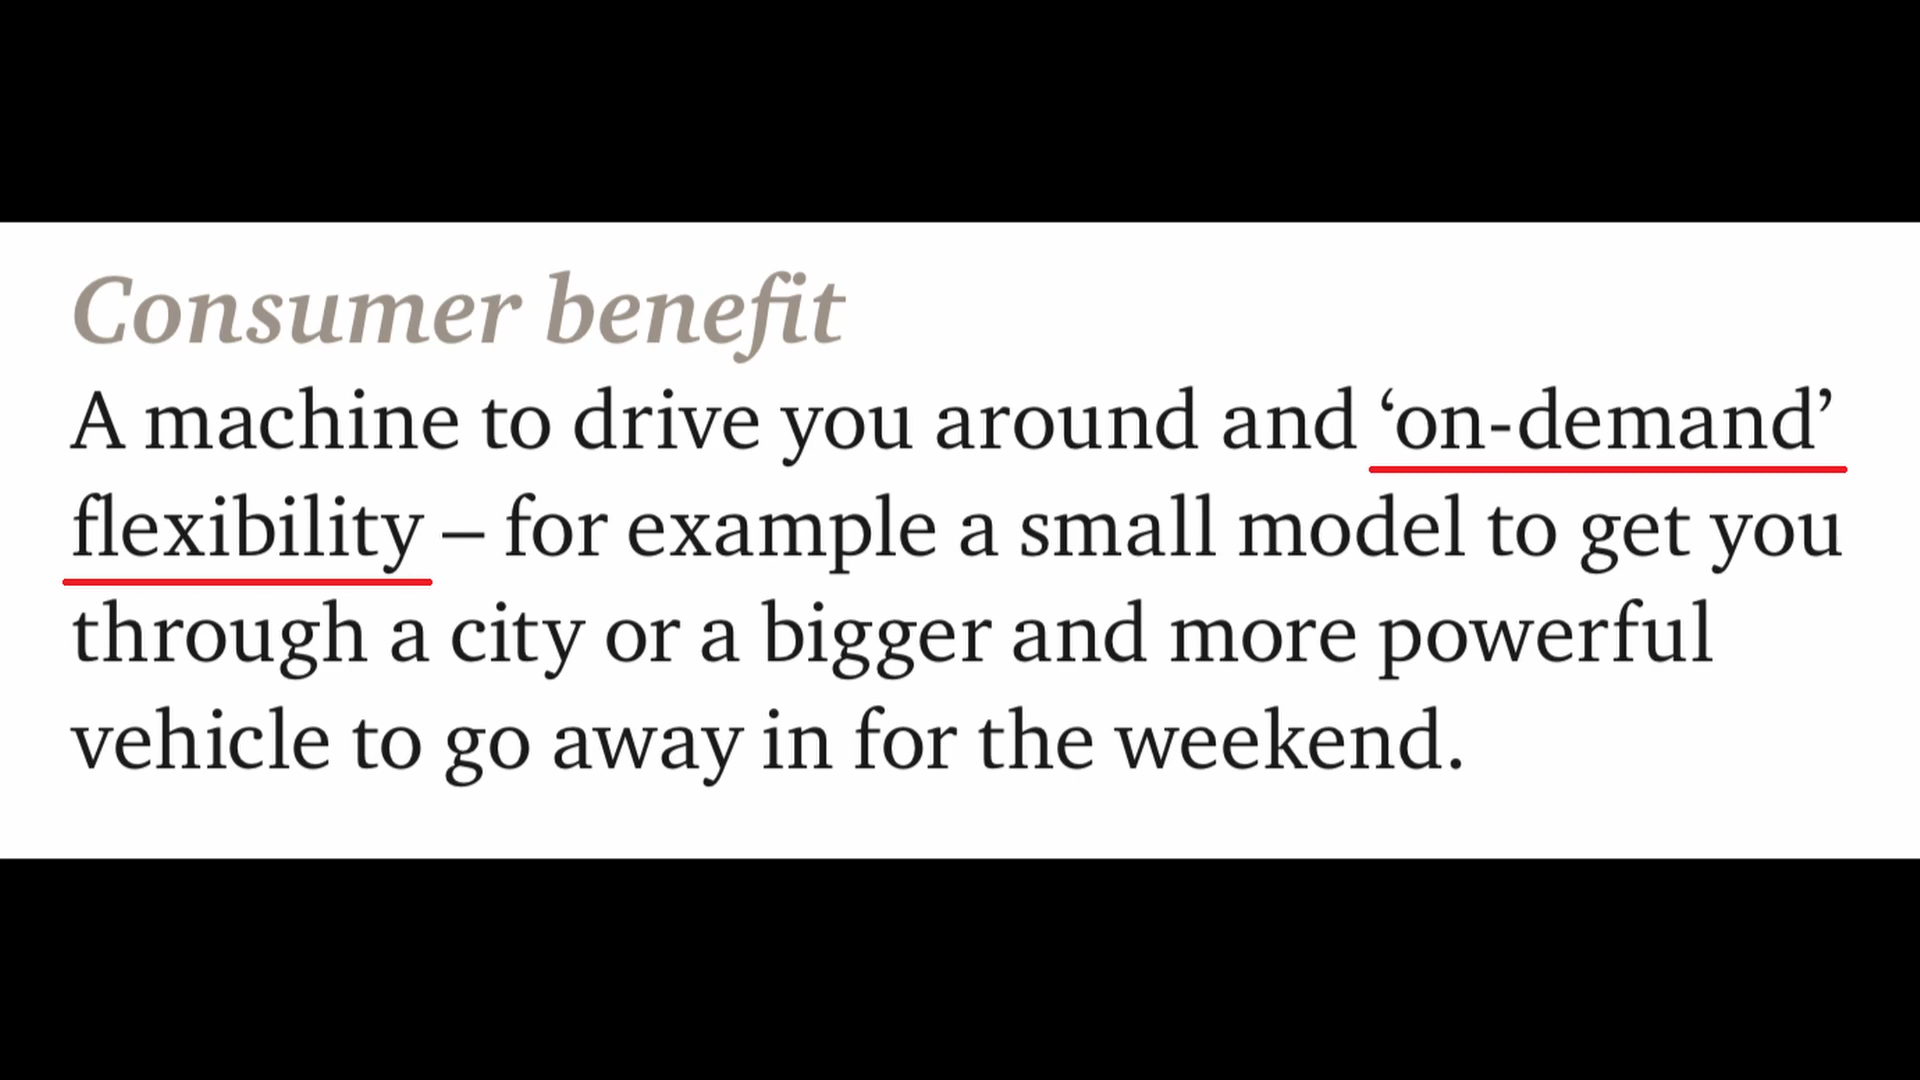 Consumer benefit
A machine to drive you around and ‘on-demand’
flexibility – for example a small model to get you
through a city or a bigger and more powerful
vehicle to go away in for the weekend.